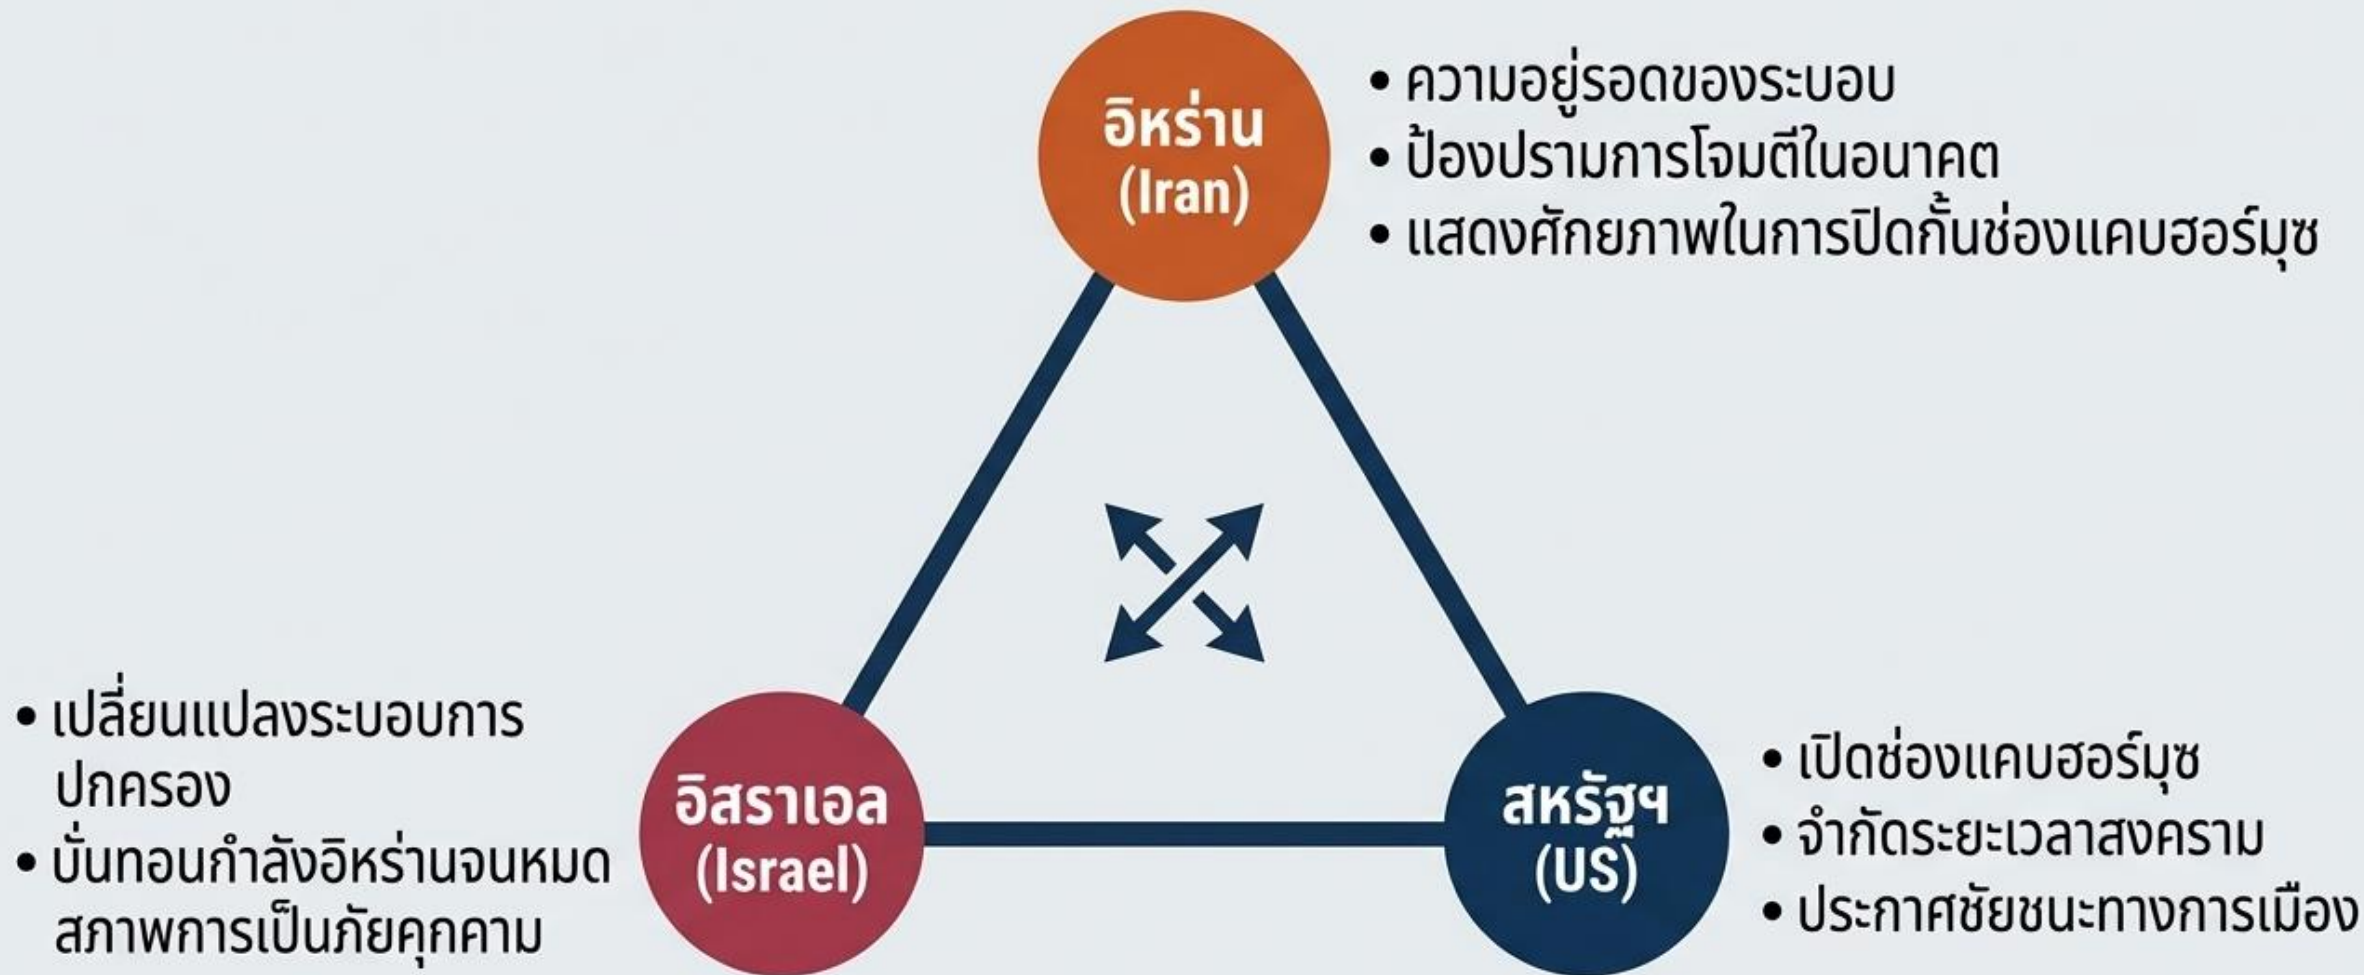 อิหร่าน
(Iran)
• ความอยู่รอดของระบอบ
• ป้องปรามการโจมตีในอนาคต
• แสดงศักยภาพในการปิดกั้นช่องแคบฮอร์มุซ
• เปลี่ยนแปลงระบอบการ
ปกครอง
• บั่นทอนกำลังอิหร่านจนหมด
สภาพการเป็นภัยคุกคาม
อิสราเอล
(Israel)
สหรัฐฯ
(US)
• เปิดช่องแคบฮอร์มุซ
• จำกัดระยะเวลาสงคราม
• ประกาศชัยชนะทางการเมือง